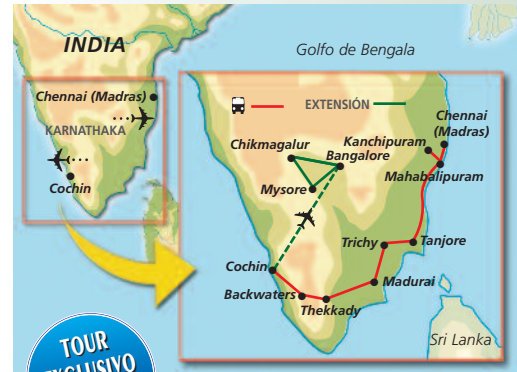 INDIA
Golfo de Bengala
Chennai (Madras)
KARNATHAKA
Cochin
EXTENSIÓN
Chennai
(Madras)
Kanchipuram
Chikmagalur
Bangalore
Mahabalipuram
Mysore
Trichy
Tanjore
Cochin
Madurai
Backwaters
Thekkady
Sri Lanka
TOUR